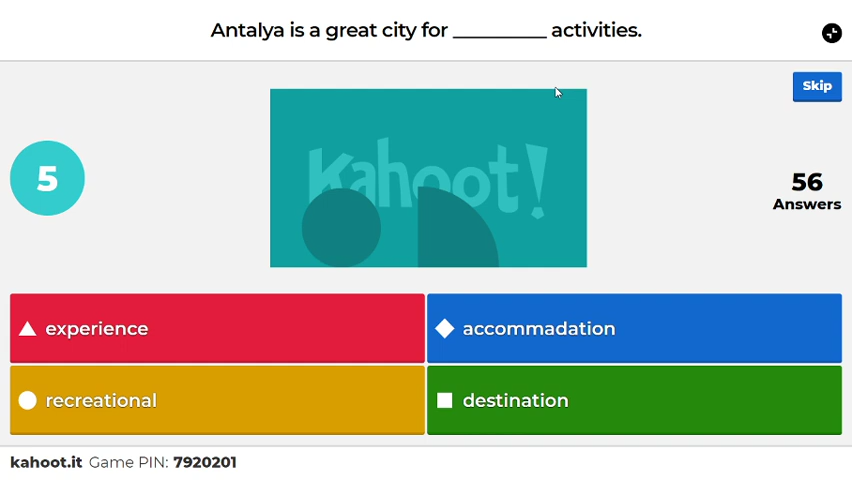 Antalya is a great city for _________ activities.
Skip
5
Kahoot!
56
Answers
experience
accommadation
recreational
destination
kahoot.it Game PIN: 7920201